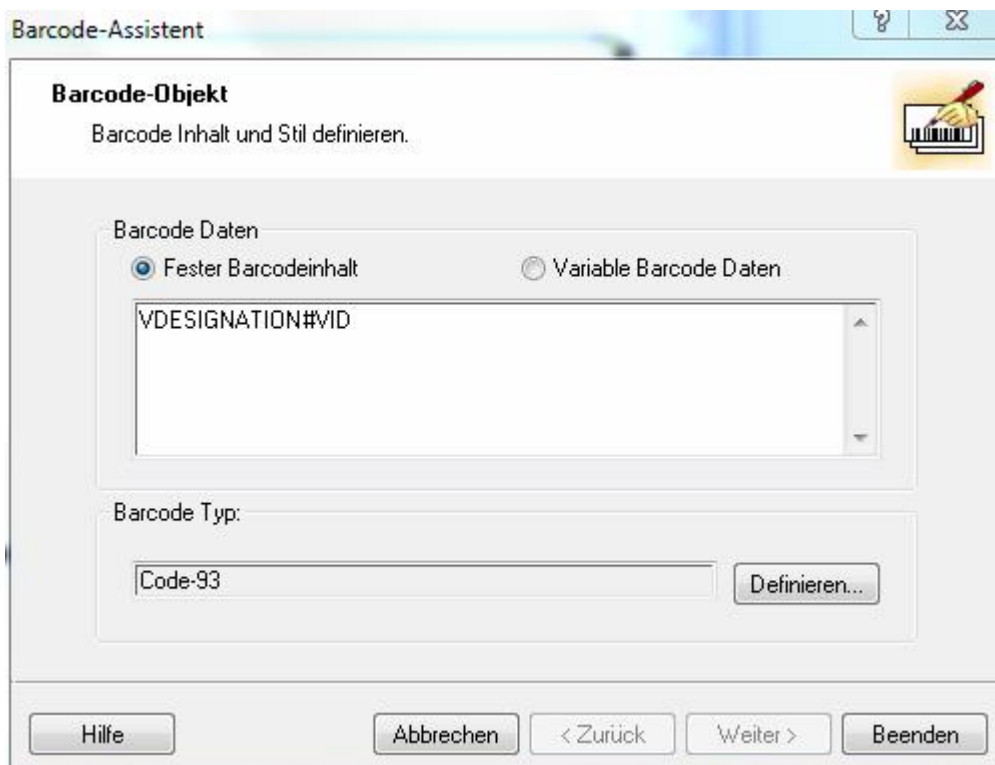 Barcode-Assistent
Barcode-Objekt
Barcode Inhalt und Stil definieren.
Barcode Daten
Fester Barcodeinhalt Variable Barcode Daten
VDESIGNATION#VID
Barcode Typ:
Code-93 Definieren...
Hilfe Abbrechen < Zurück Weiter > Beenden